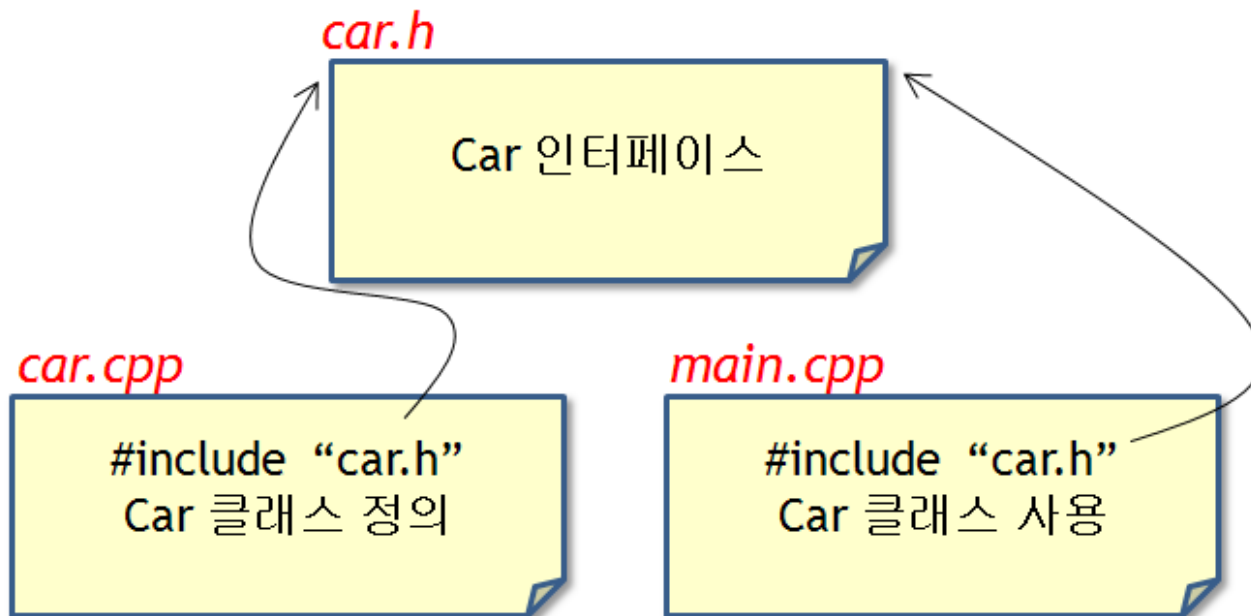 car.h
Car 인터페이스
car.cpp
#include “car.h”
Car 클래스 정의
main.cpp
#include “car.h”
Car 클래스 사용